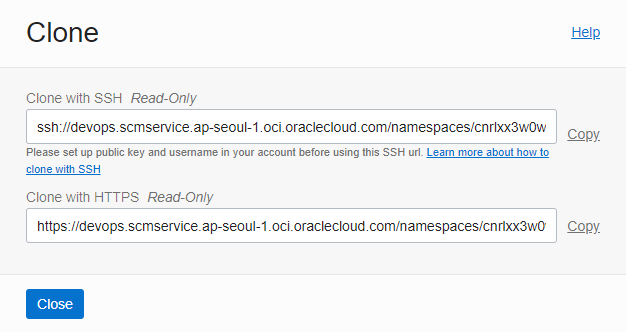 Clone
Help
Clone with SSH Read-Only
ssh://devops.scmservice.ap-seoul-1.oci.oraclecloud.com/namespaces/cnrlxx3w0w
Copy
Please set up public key and username in your account before using this SSH url. Learn more about how to
clone with SSH
Clone with HTTPS Read-Only
https://devops.scmservice.ap-seoul-1.oci.oraclecloud.com/namespaces/cnrlxx3w0
Copy
Close